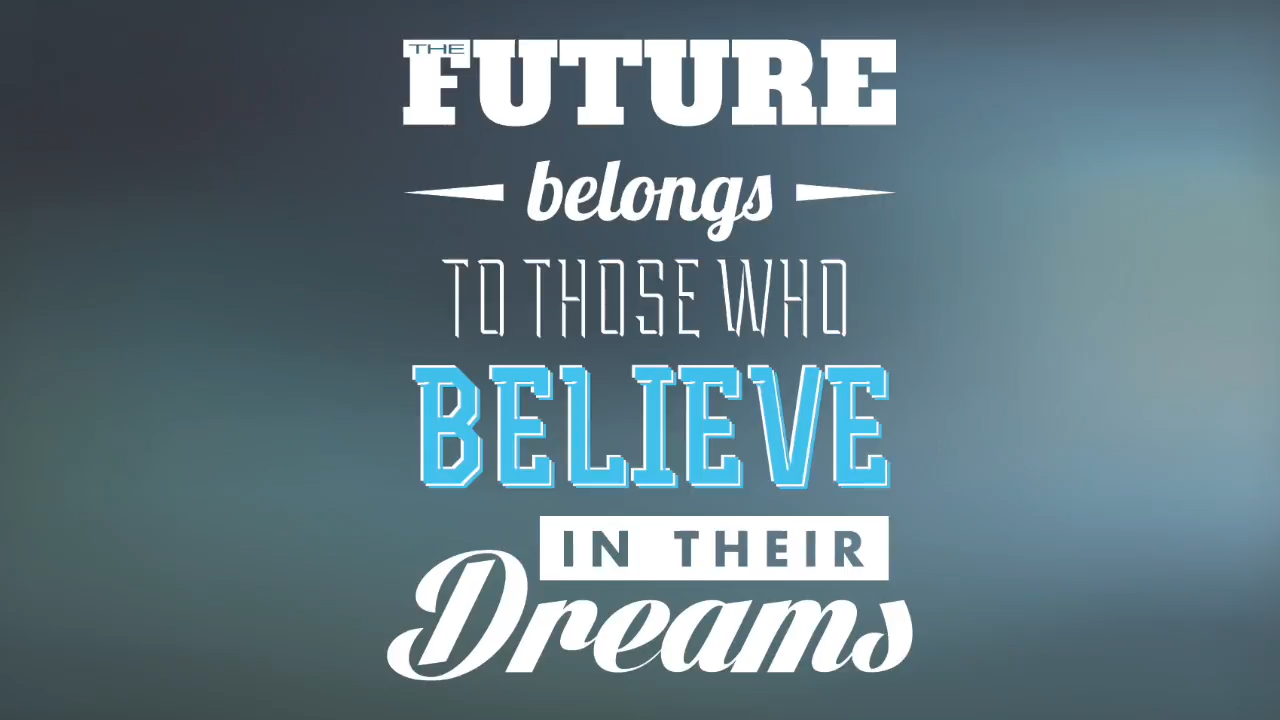 THE
FUTURE
belongs
TO THOSE WHO
BELIEVE
IN THEIR
Dreams